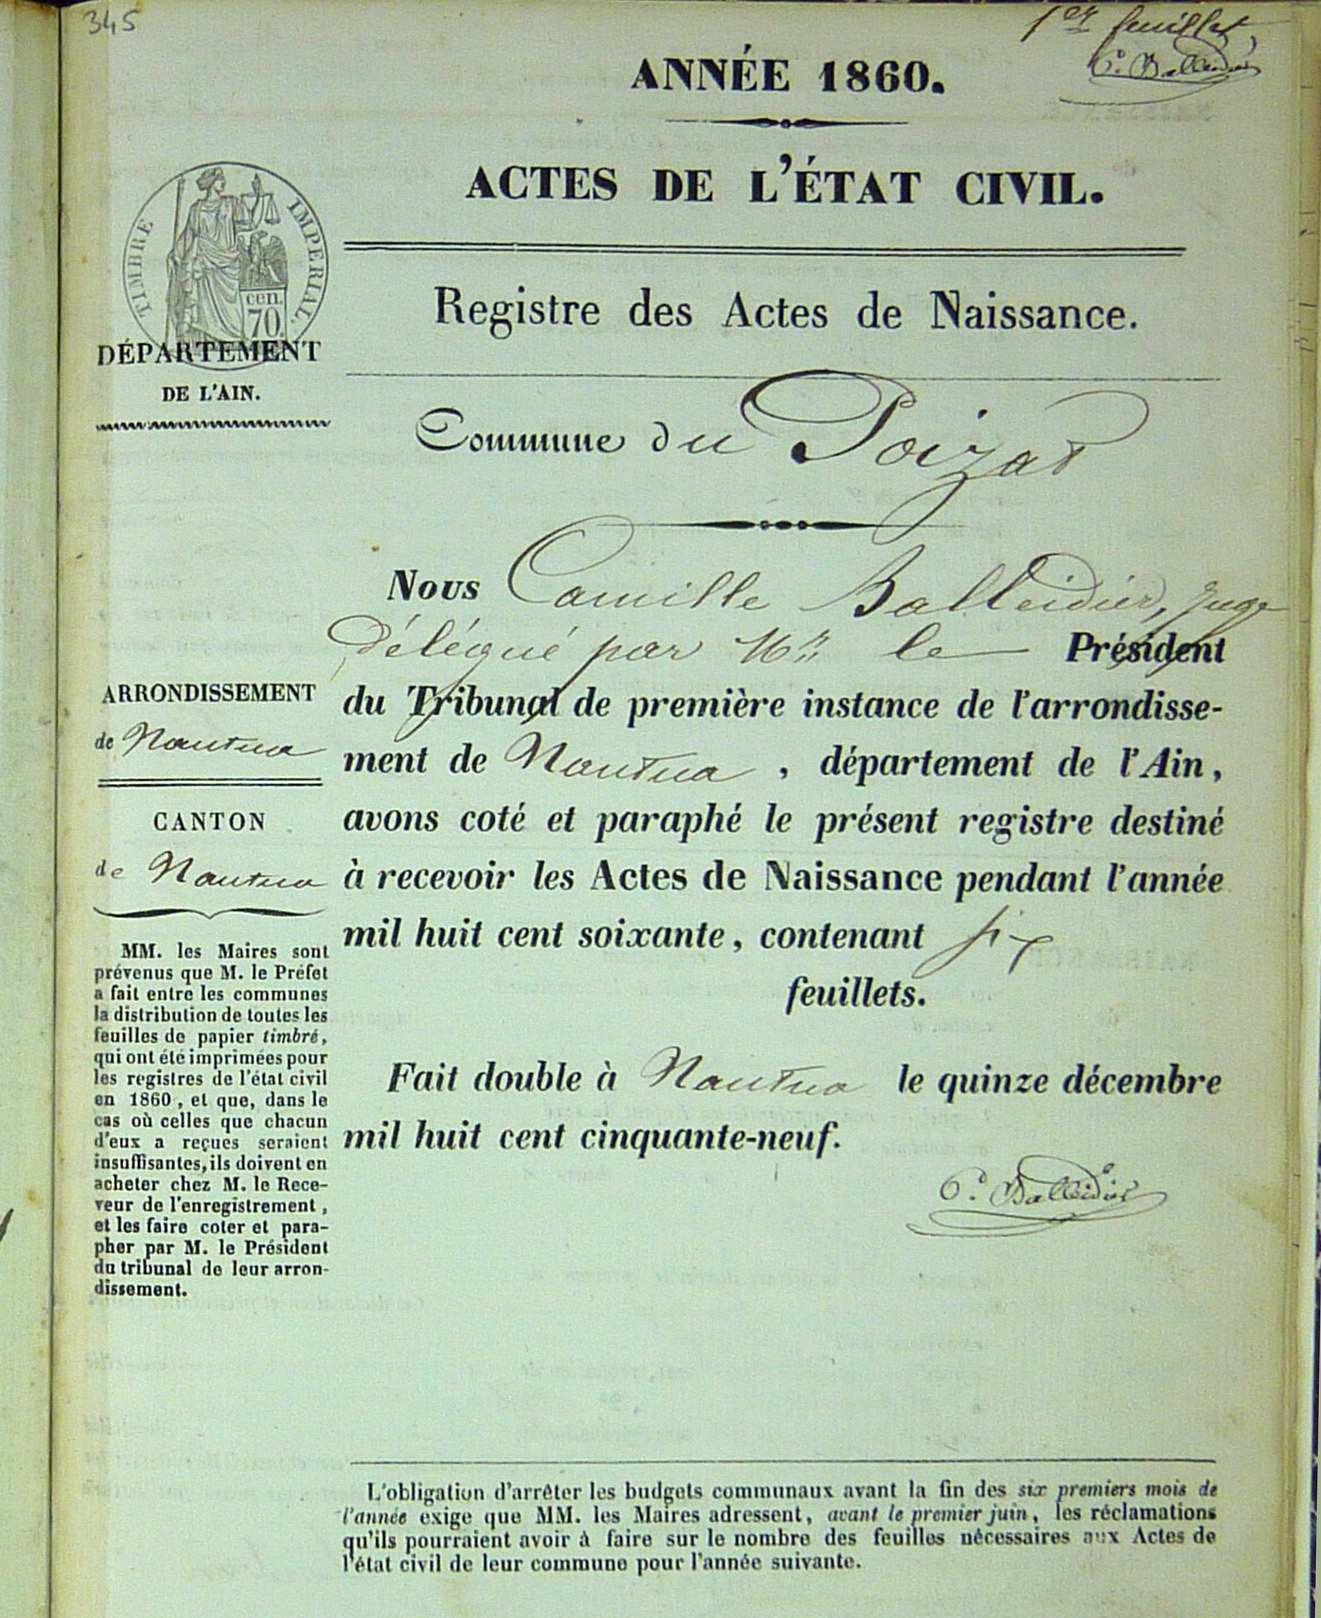 345
1er feuillet,
C. Balleidier
ANNÉE 1860.
ACTES DE L'ÉTAT CIVIL.
TIMBRE IMPERIAL.
cen.
70.
DÉPARTEMENT
DE L'AIN.
Registre des Actes de Naissance.
Commune du Poizat
Nous Camille Balleidier, juge
délégué par Mr le Président
du Tribunal de première instance de l'arrondisse-
ment de Nantua, département de l'Ain,
avons coté et paraphé le présent registre destiné
à recevoir les Actes de Naissance pendant l'année
mil huit cent soixante, contenant six
feuillets.
Fait double à Nantua le quinze décembre
mil huit cent cinquante-neuf.
C. Balleidier
ARRONDISSEMENT
de Nantua
CANTON
de Nantua
MM. les Maires sont
prévenus que M. le Préfet
a fait entre les communes
la distribution de toutes les
feuilles de papier timbré,
qui ont été imprimées pour
les registres de l'état civil
en 1860, et que, dans le
cas où celles que chacun
d'eux a reçues seraient
insuffisantes, ils doivent en
acheter chez M. le Rece-
veur de l'enregistrement,
et les faire coter et para-
pher par M. le Président
du tribunal de leur arron-
dissement.
L'obligation d'arrêter les budgets communaux avant la fin des six premiers mois de
l'année exige que MM. les Maires adressent, avant le premier juin, les réclamations
qu'ils pourraient avoir à faire sur le nombre des feuilles nécessaires aux Actes de
l'état civil de leur commune pour l'année suivante.